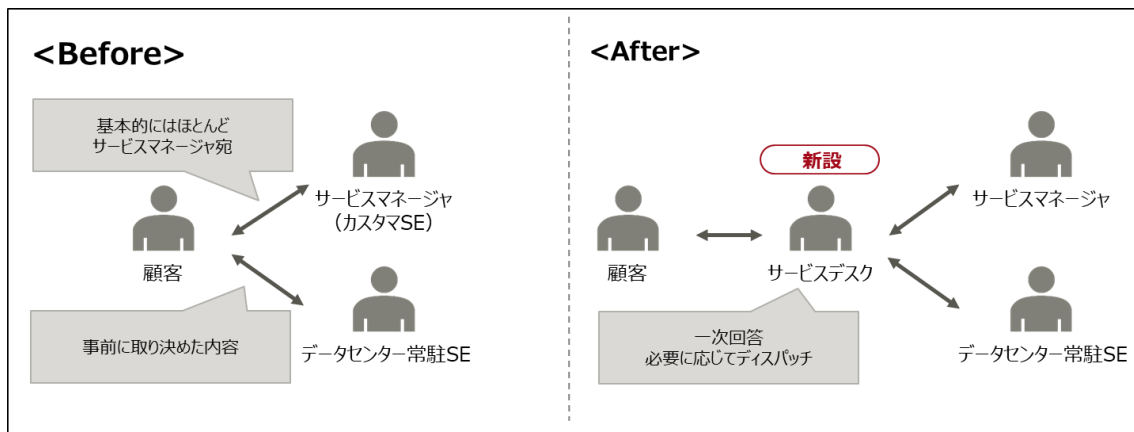 <Before>
基本的にはほとんど
サービスマネージャ宛
サービスマネージャ
（カスタマSE）
顧客
事前に取り決めた内容
データセンター常駐SE
<After>
新設
サービスマネージャ
顧客
サービスデスク
一次回答
必要に応じてディスパッチ
データセンター常駐SE